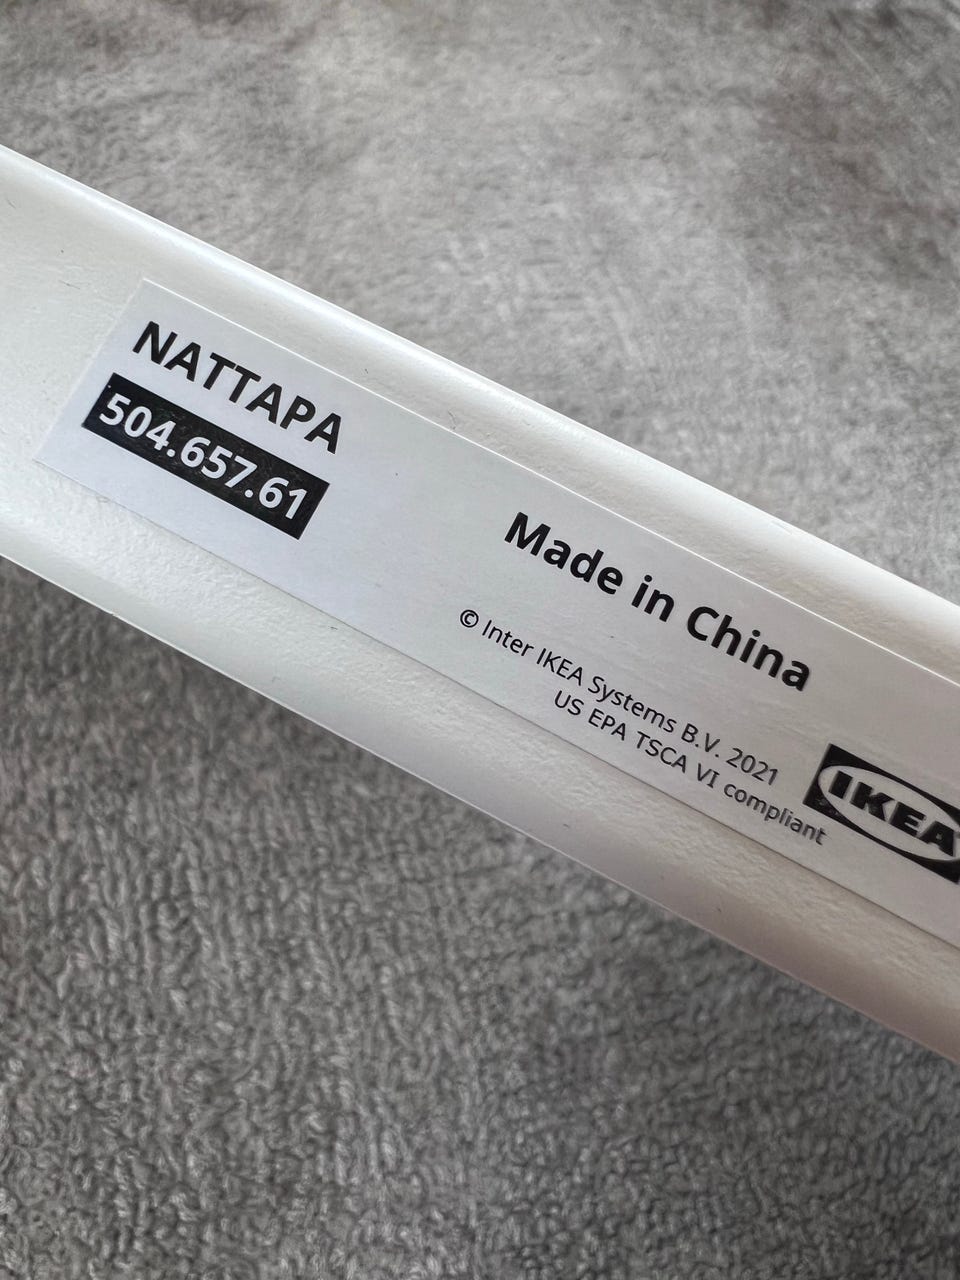 NATTAPA
504.657.61
Made in China
© Inter IKEA Systems B.V. 2021
US EPA TSCA VI compliant
IKEA